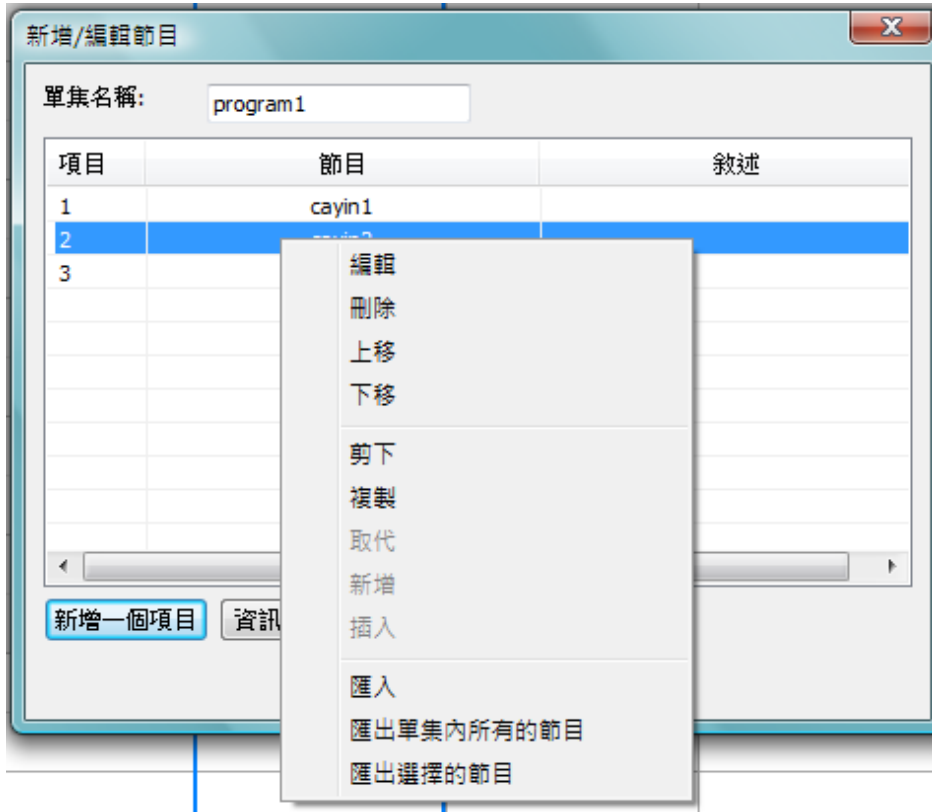 新增/編輯節目
單集名稱: program1
項目 節目 敘述
1 cayin1
2
3
編輯
刪除
上移
下移
剪下
複製
取代
新增
插入
匯入
匯出單集內所有的節目
匯出選擇的節目
新增一個項目 資訊